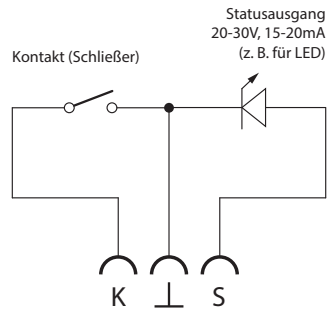 Statusausgang
20-30V, 15-20mA
(z. B. für LED)
Kontakt (Schließer)
K ⊥ S